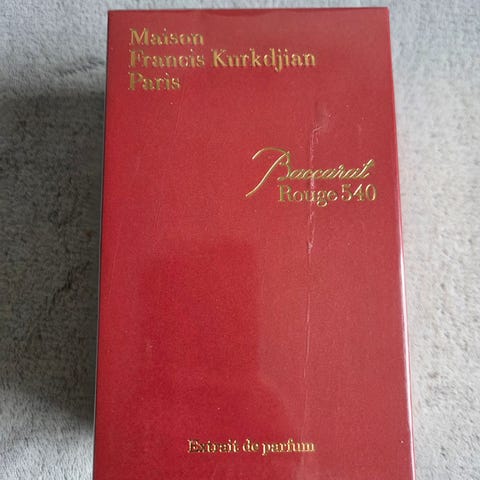 Maison
Francis Kurkdjian
Paris
Baccarat
Rouge 540
Extrait de parfum